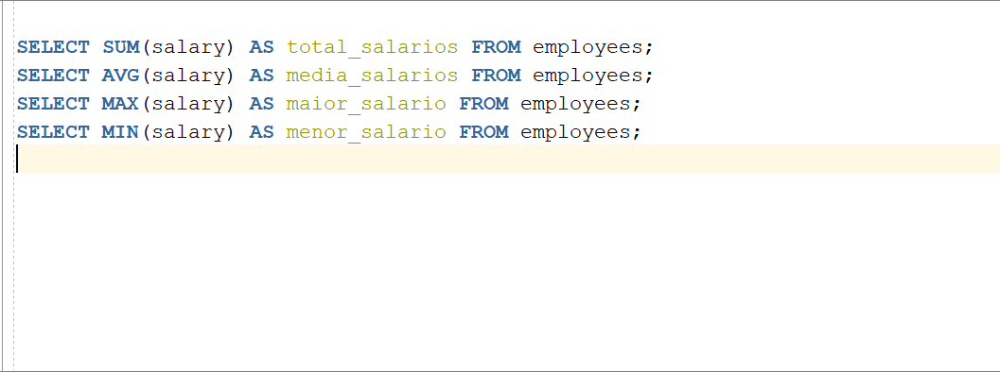 SELECT SUM(salary) AS total_salarios FROM employees;
SELECT AVG(salary) AS media_salarios FROM employees;
SELECT MAX(salary) AS maior_salario FROM employees;
SELECT MIN(salary) AS menor_salario FROM employees;